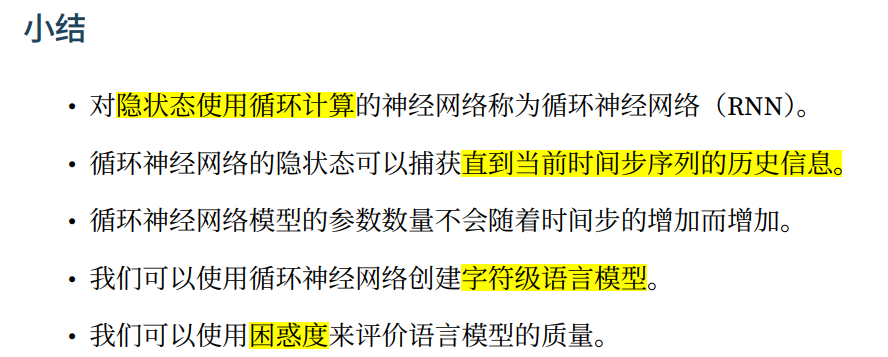 小结
• 对隐状态使用循环计算的神经网络称为循环神经网络（RNN）。
• 循环神经网络的隐状态可以捕获直到当前时间步序列的历史信息。
• 循环神经网络模型的参数数量不会随着时间步的增加而增加。
• 我们可以使用循环神经网络创建字符级语言模型。
• 我们可以使用困惑度来评价语言模型的质量。